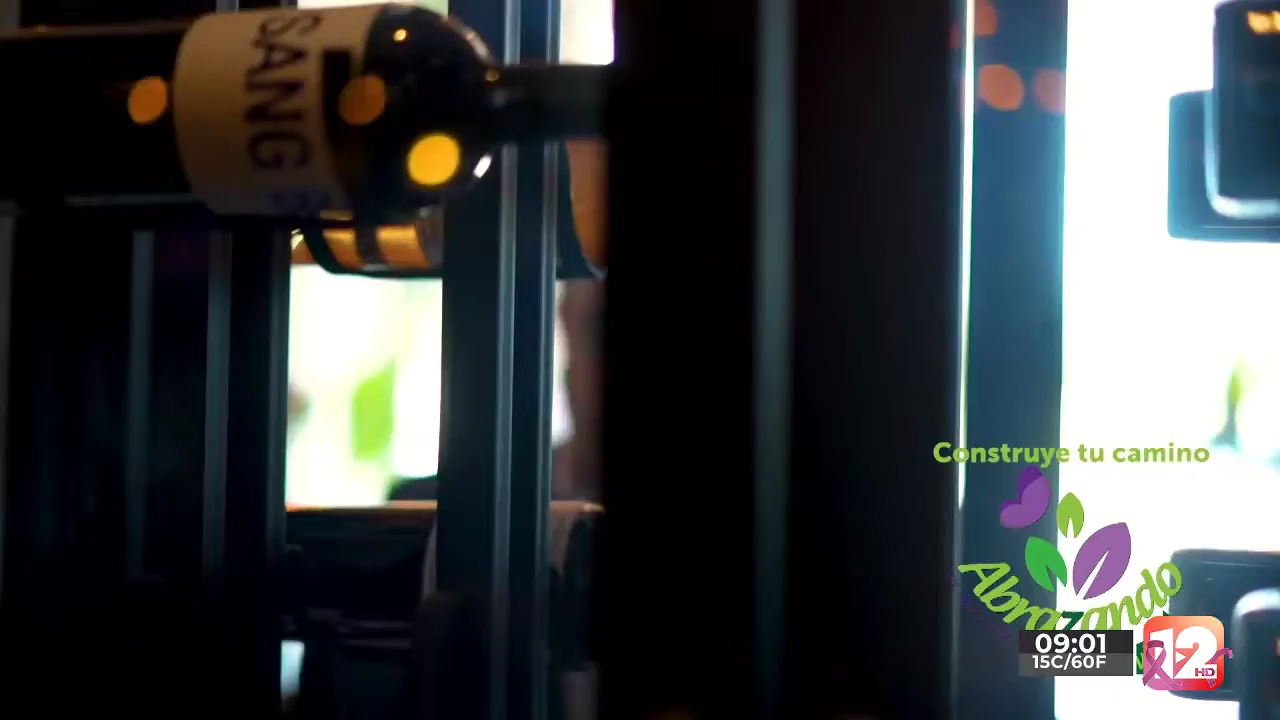 SANG
Construye tu camino
Abrazando
09:01
15C/60F
12
HD